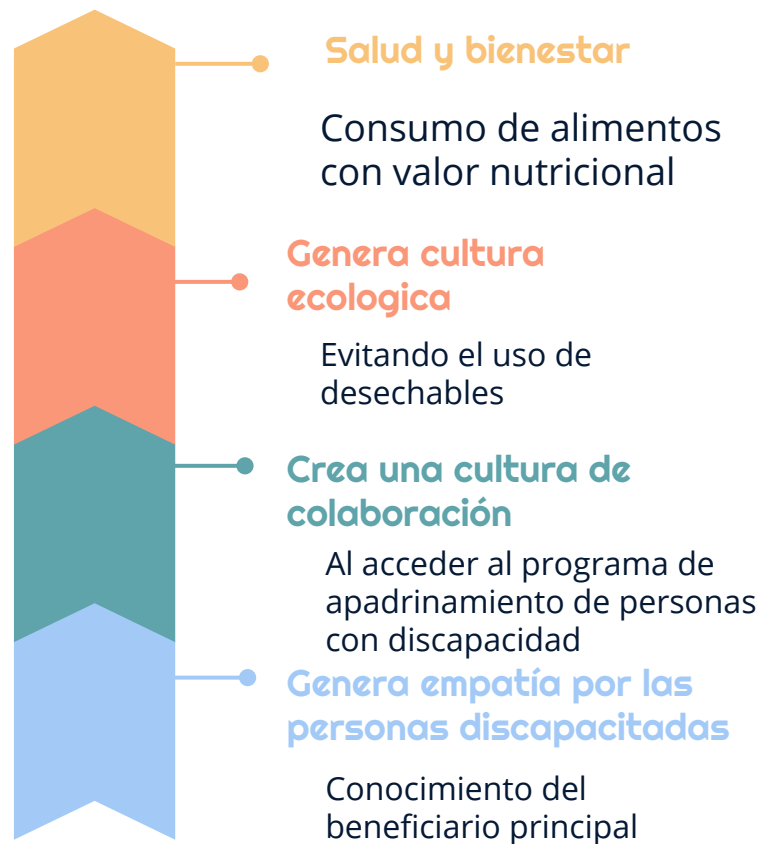 Salud y bienestar
Consumo de alimentos
con valor nutricional
Genera cultura
ecologica
Evitando el uso de
desechables
Crea una cultura de
colaboración
Al acceder al programa de
apadrinamiento de personas
con discapacidad
Genera empatía por las
personas discapacitadas
Conocimiento del
beneficiario principal